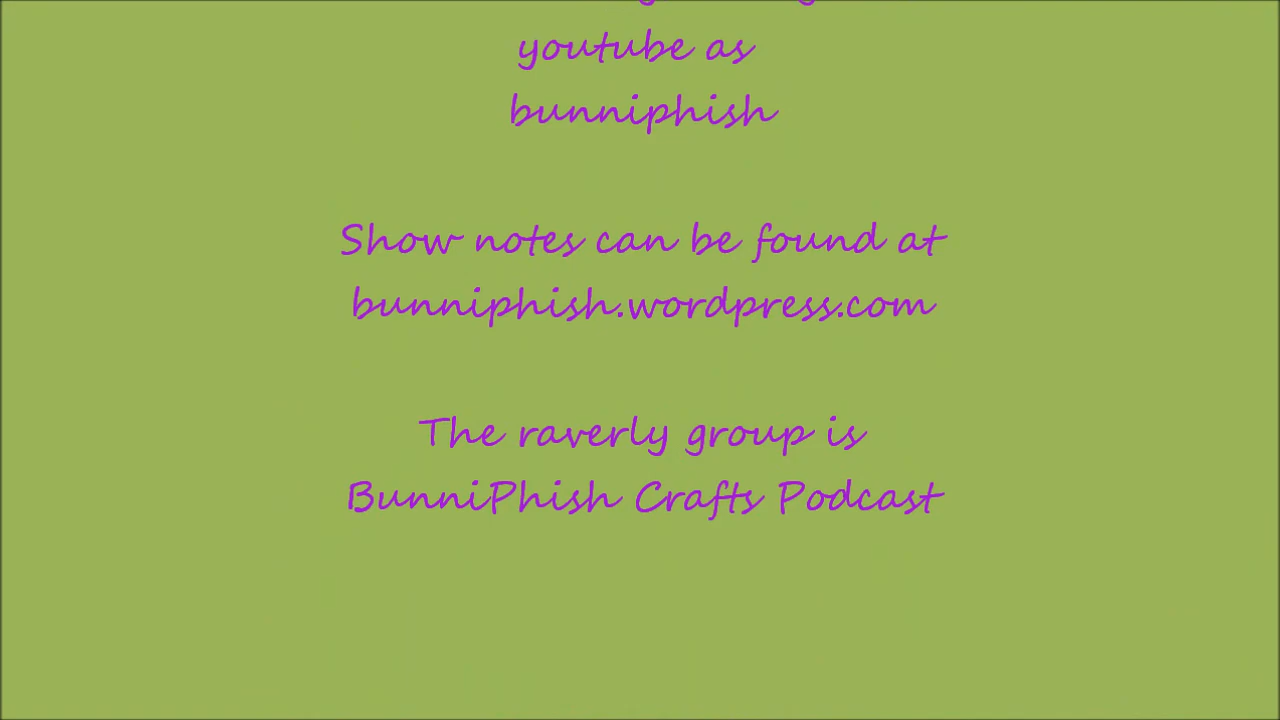 youtube as
bunniphish
Show notes can be found at
bunniphish.wordpress.com
The raverly group is
BunniPhish Crafts Podcast